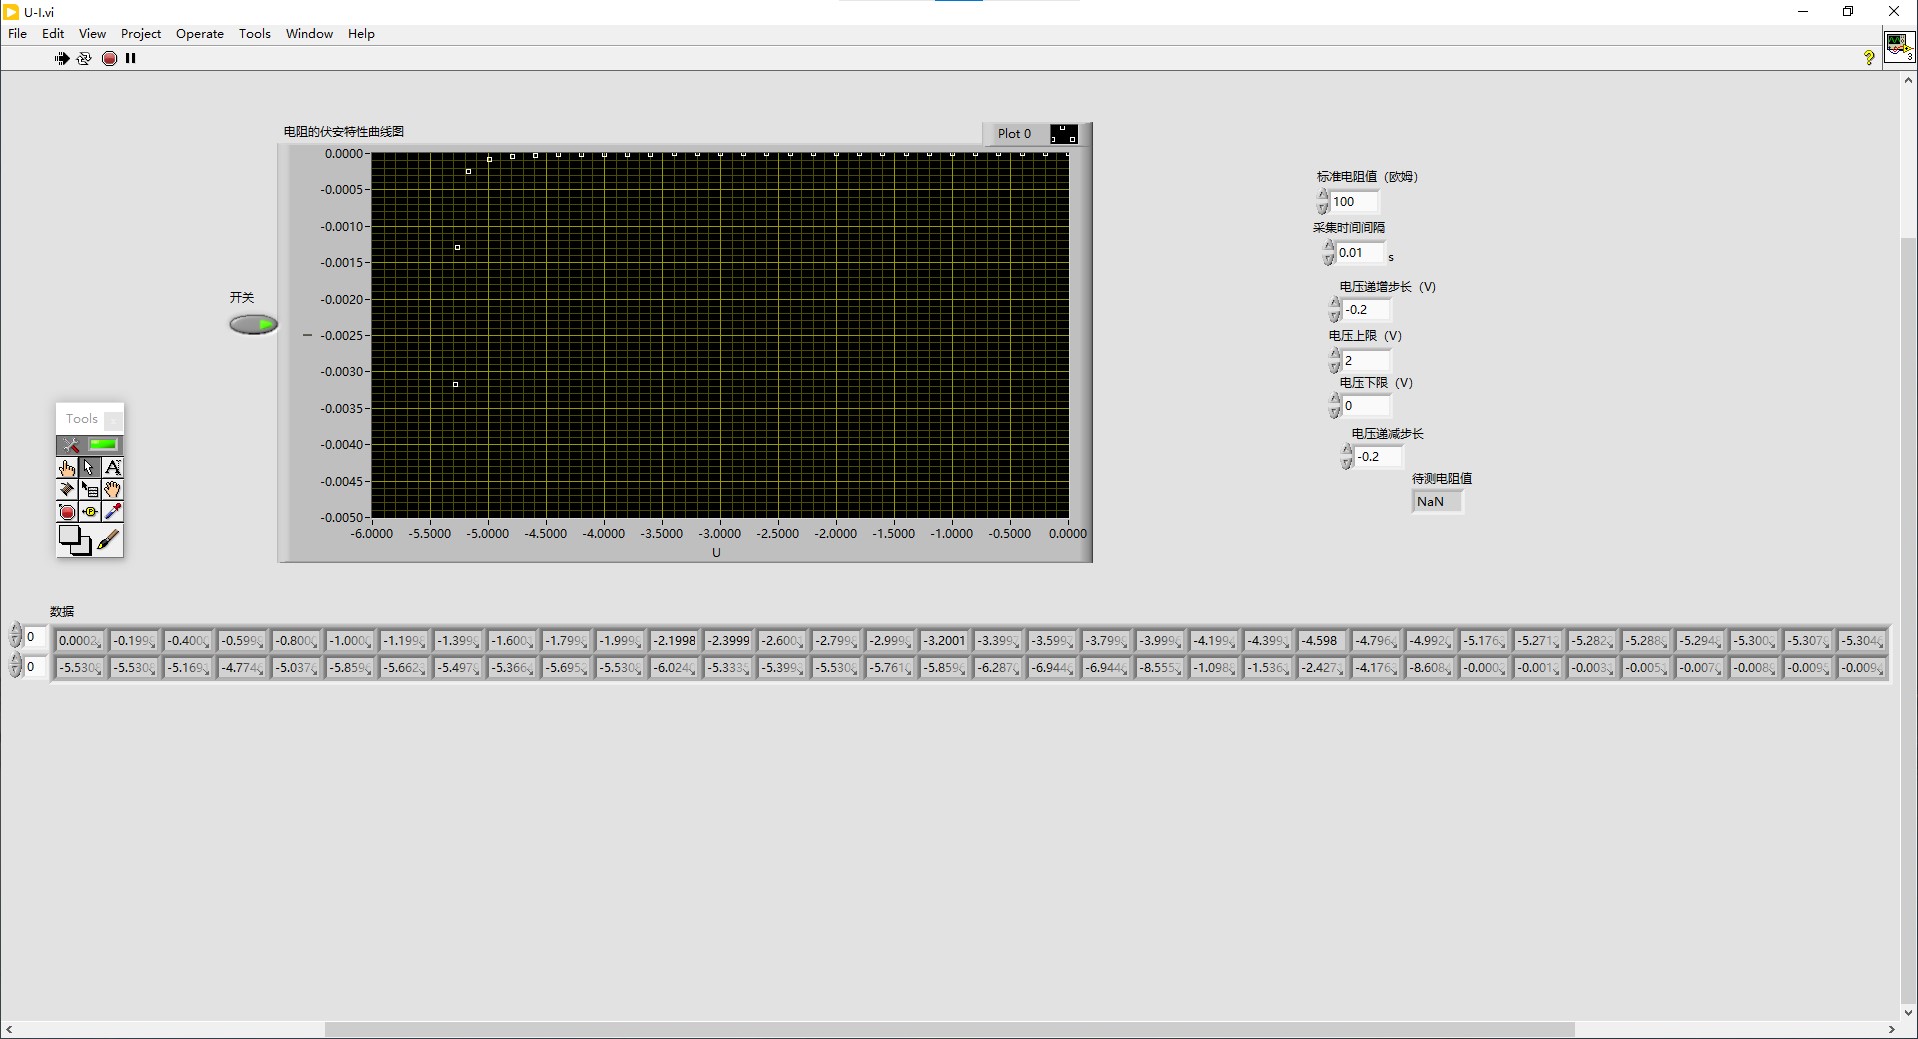 U-I.vi
File Edit View Project Operate Tools Window Help
3
电阻的伏安特性曲线图
Plot 0
0.0000
-0.0005
-0.0010
-0.0015
-0.0020
-0.0025
-0.0030
-0.0035
-0.0040
-0.0045
-0.0050
-6.0000 -5.5000 -5.0000 -4.5000 -4.0000 -3.5000 -3.0000 -2.5000 -2.0000 -1.5000 -1.0000 -0.5000 0.0000
U
I
开关
Tools
标准电阻值（欧姆）
100
采集时间间隔
0.01 s
电压递增步长（V）
-0.2
电压上限（V）
2
电压下限（V）
0
电压递减步长
-0.2
待测电阻值
NaN
数据
0 0.0002 -0.199 -0.400 -0.599 -0.800 -1.000 -1.199 -1.399 -1.600 -1.799 -1.999 -2.1998 -2.3999 -2.600 -2.799 -2.999 -3.2001 -3.399 -3.599 -3.799 -3.999 -4.199 -4.399 -4.598 -4.796 -4.992 -5.176 -5.271 -5.282 -5.288 -5.294 -5.300 -5.307 -5.304
0 -5.530 -5.530 -5.169 -4.774 -5.037 -5.859 -5.662 -5.497 -5.366 -5.695 -5.530 -6.024 -5.333 -5.399 -5.530 -5.761 -5.859 -6.287 -6.944 -6.944 -8.555 -1.098 -1.536 -2.427 -4.176 -8.608 -0.000 -0.001 -0.003 -0.005 -0.007 -0.008 -0.009 -0.009